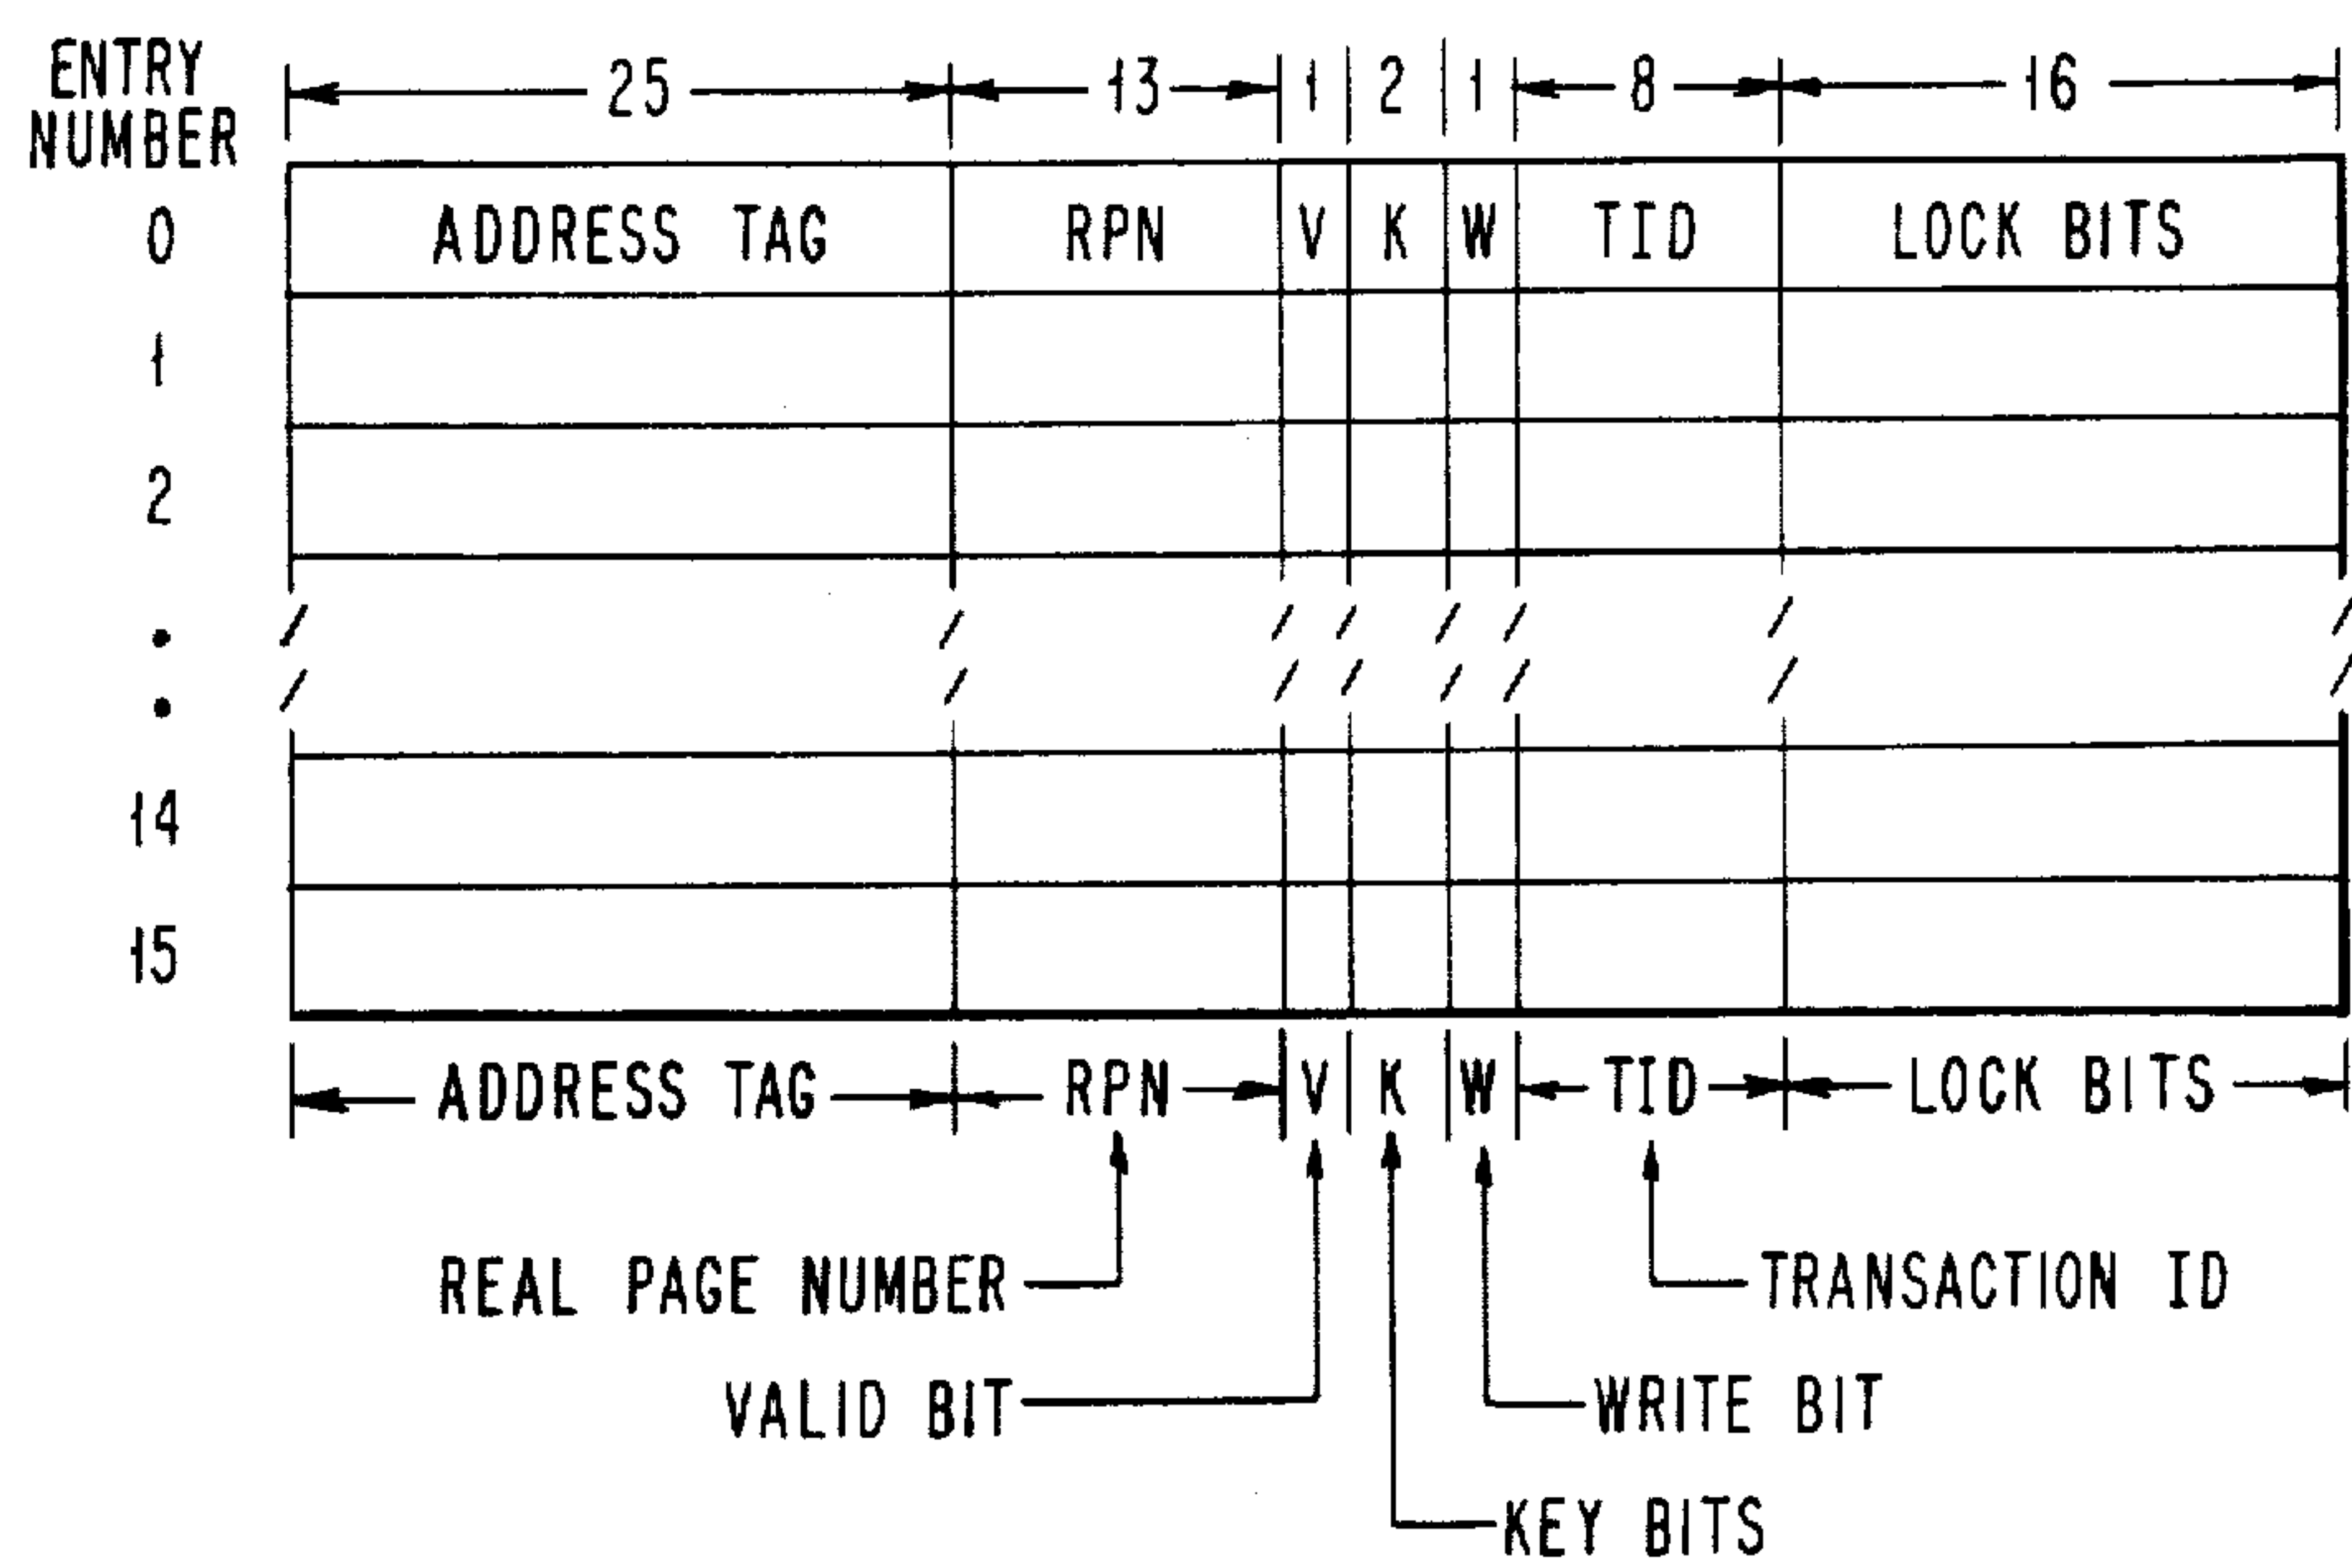 ENTRY
NUMBER
25 13 1 2 1 8 16
0 ADDRESS TAG RPN V K W TID LOCK BITS
1
2
14
15
ADDRESS TAG RPN V K W TID LOCK BITS
REAL PAGE NUMBER TRANSACTION ID
VALID BIT WRITE BIT
KEY BITS